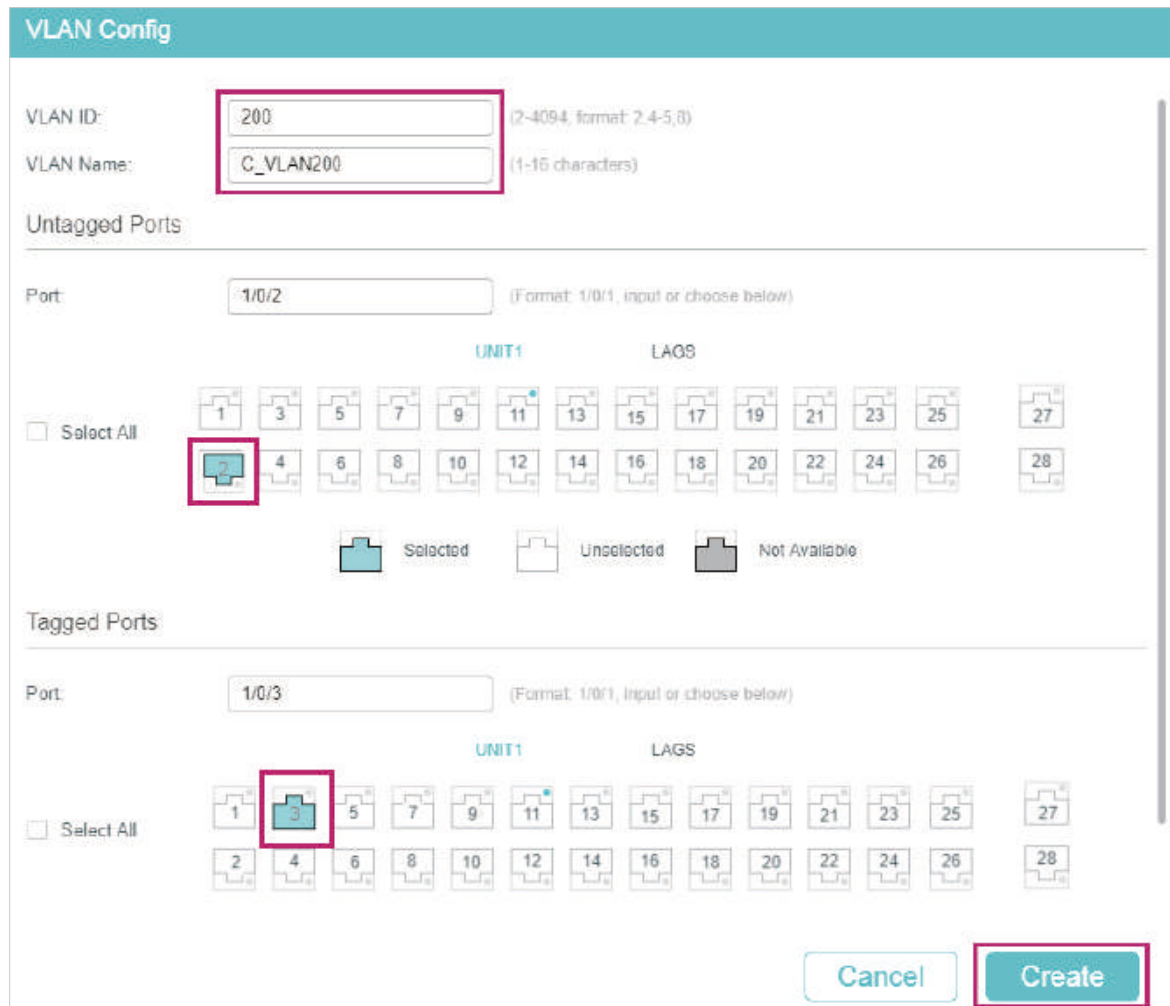 VLAN Config
VLAN ID: 200 (2-4094, format: 2,4-5,8)
VLAN Name: C_VLAN200 (1-16 characters)
Untagged Ports
Port: 1/0/2 (Format: 1/0/1, input or choose below)
UNIT1 LAGS
1 3 5 7 9 11 13 15 17 19 21 23 25 27
Select All
2 4 6 8 10 12 14 16 18 20 22 24 26 28
Selected Unselected Not Available
Tagged Ports
Port: 1/0/3 (Format: 1/0/1, input or choose below)
UNIT1 LAGS
1 3 5 7 9 11 13 15 17 19 21 23 25 27
Select All
2 4 6 8 10 12 14 16 18 20 22 24 26 28
Cancel Create